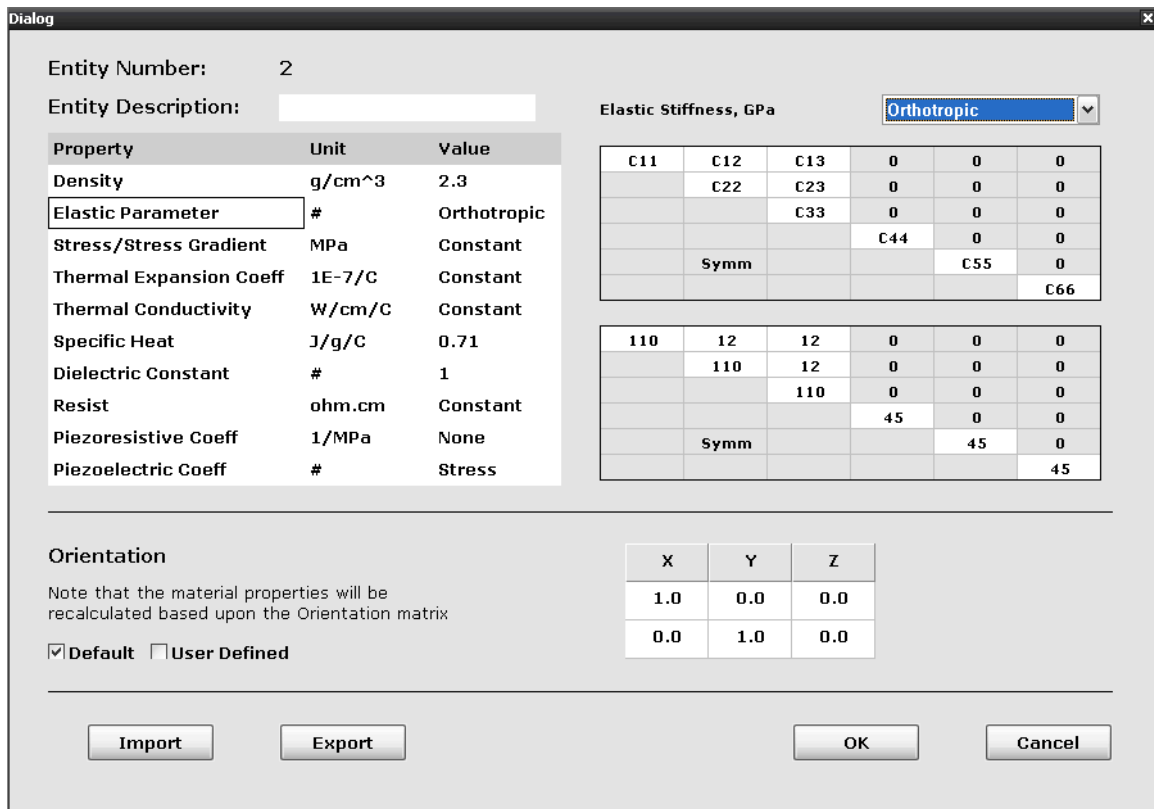 Dialog
Entity Number: 2
Entity Description:
Property Unit Value
Density g/cm^3 2.3
Elastic Parameter # Orthotropic
Stress/Stress Gradient MPa Constant
Thermal Expansion Coeff 1E-7/C Constant
Thermal Conductivity W/cm/C Constant
Specific Heat J/g/C 0.71
Dielectric Constant # 1
Resist ohm.cm Constant
Piezoresistive Coeff 1/MPa None
Piezoelectric Coeff # Stress
Elastic Stiffness, GPa Orthotropic
C11 C12 C13 0 0 0
C22 C23 0 0 0
C33 0 0 0
C44 0 0
Symm C55 0
C66
110 12 12 0 0 0
110 12 0 0 0
110 0 0 0
45 0 0
Symm 45 0
45
Orientation
Note that the material properties will be
recalculated based upon the Orientation matrix
Default User Defined
X Y Z
1.0 0.0 0.0
0.0 1.0 0.0
Import Export OK Cancel